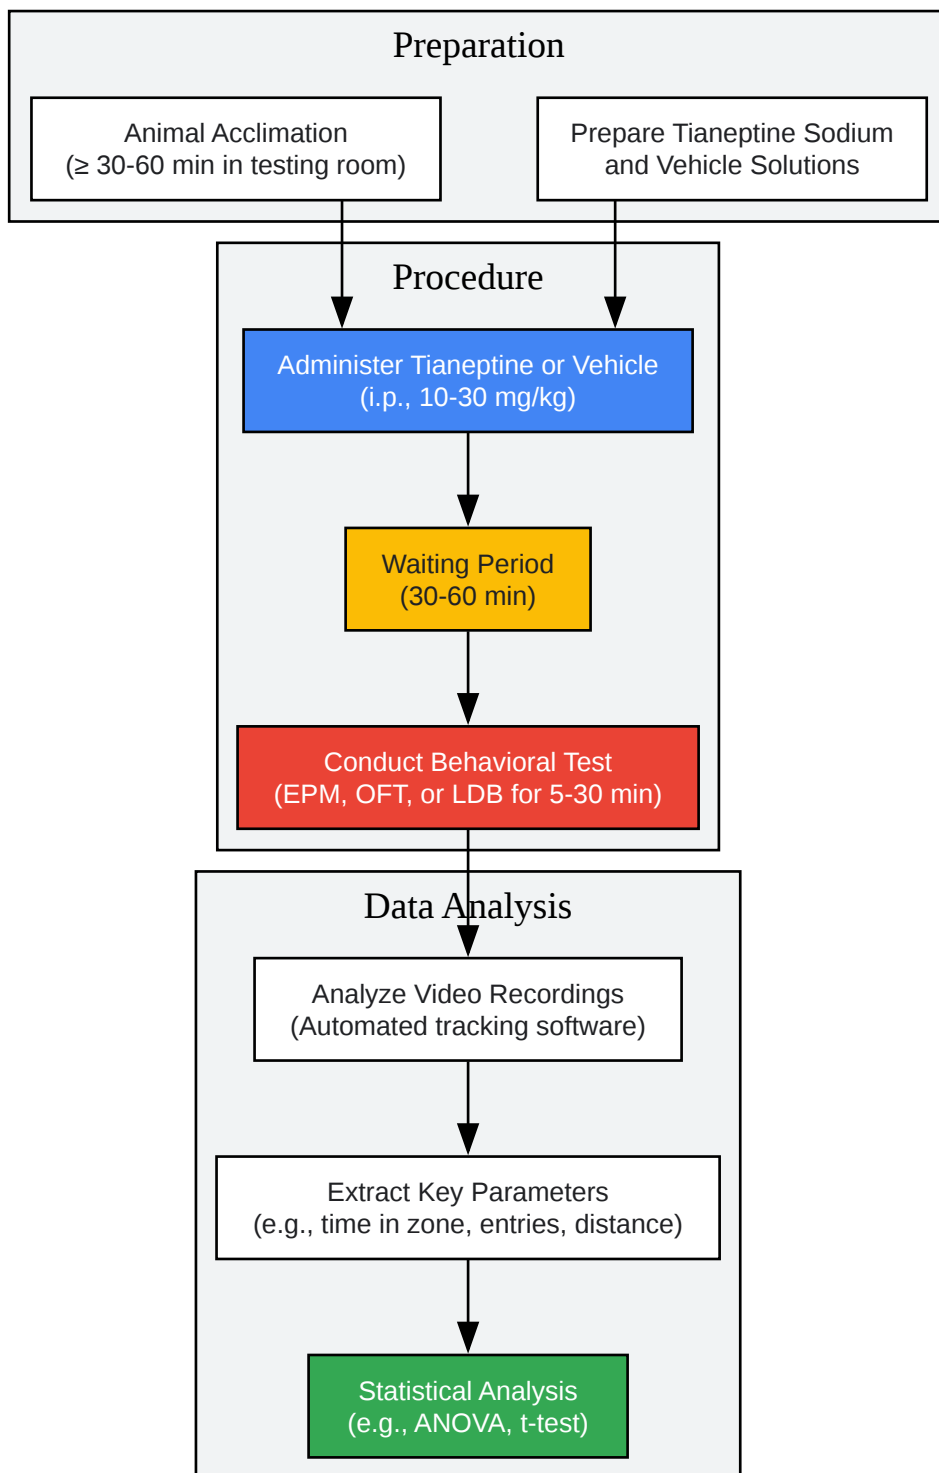 Preparation
Animal Acclimation
(≥ 30-60 min in testing room)
Prepare Tianeptine Sodium
and Vehicle Solutions
Procedure
Administer Tianeptine or Vehicle
(i.p., 10-30 mg/kg)
Waiting Period
(30-60 min)
Conduct Behavioral Test
(EPM, OFT, or LDB for 5-30 min)
Data Analysis
Analyze Video Recordings
(Automated tracking software)
Extract Key Parameters
(e.g., time in zone, entries, distance)
Statistical Analysis
(e.g., ANOVA, t-test)